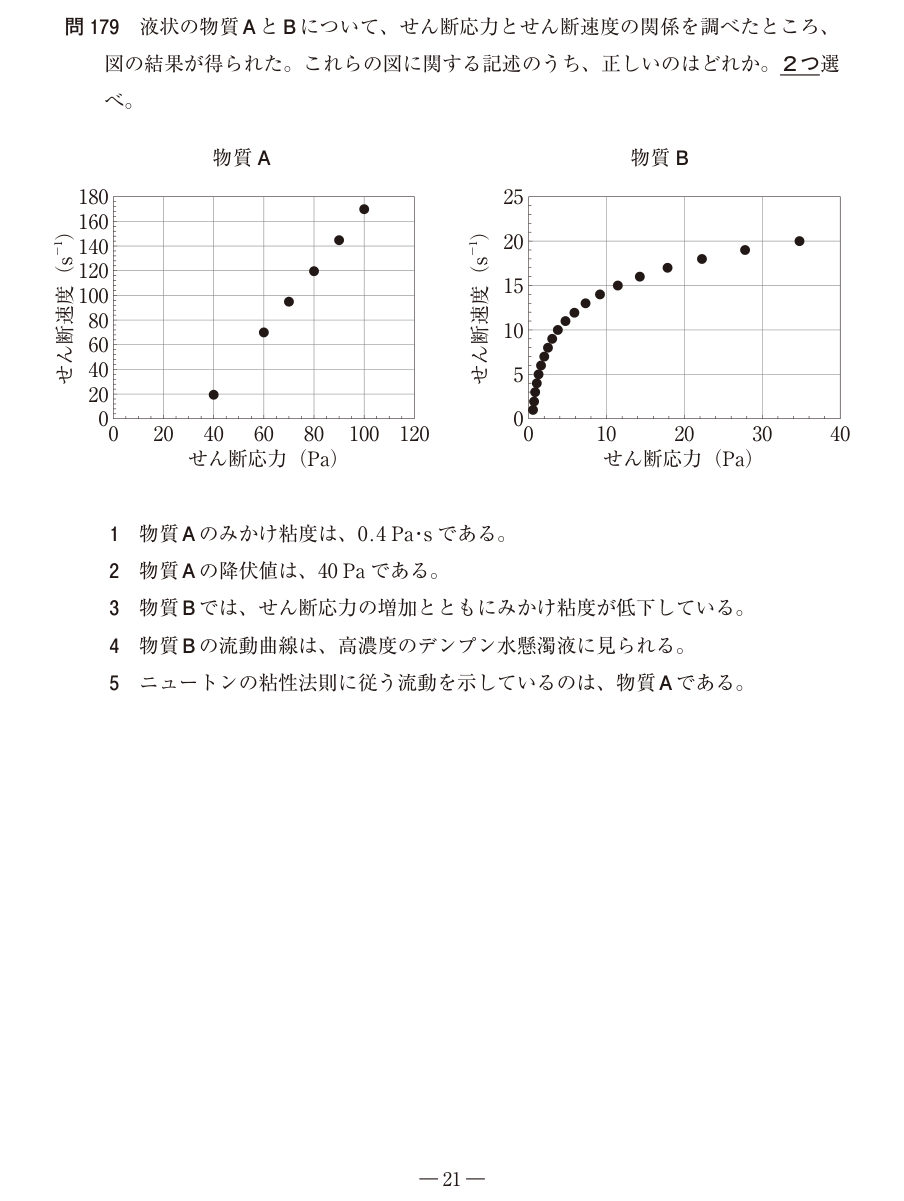 問 179　液状の物質 A と B について、せん断応力とせん断速度の関係を調べたところ、
図の結果が得られた。これらの図に関する記述のうち、正しいのはどれか。2つ選
べ。
物質 A
180
160
140
120
100
80
60
40
20
0
せん断速度（s⁻¹）
0 20 40 60 80 100 120
せん断応力（Pa）
物質 B
25
20
15
10
5
0
せん断速度（s⁻¹）
0 10 20 30 40
せん断応力（Pa）
1　物質 A のみかけ粘度は、0.4 Pa·s である。
2　物質 A の降伏値は、40 Pa である。
3　物質 B では、せん断応力の増加とともにみかけ粘度が低下している。
4　物質 B の流動曲線は、高濃度のデンプン水懸濁液に見られる。
5　ニュートンの粘性法則に従う流動を示しているのは、物質 A である。
— 21 —